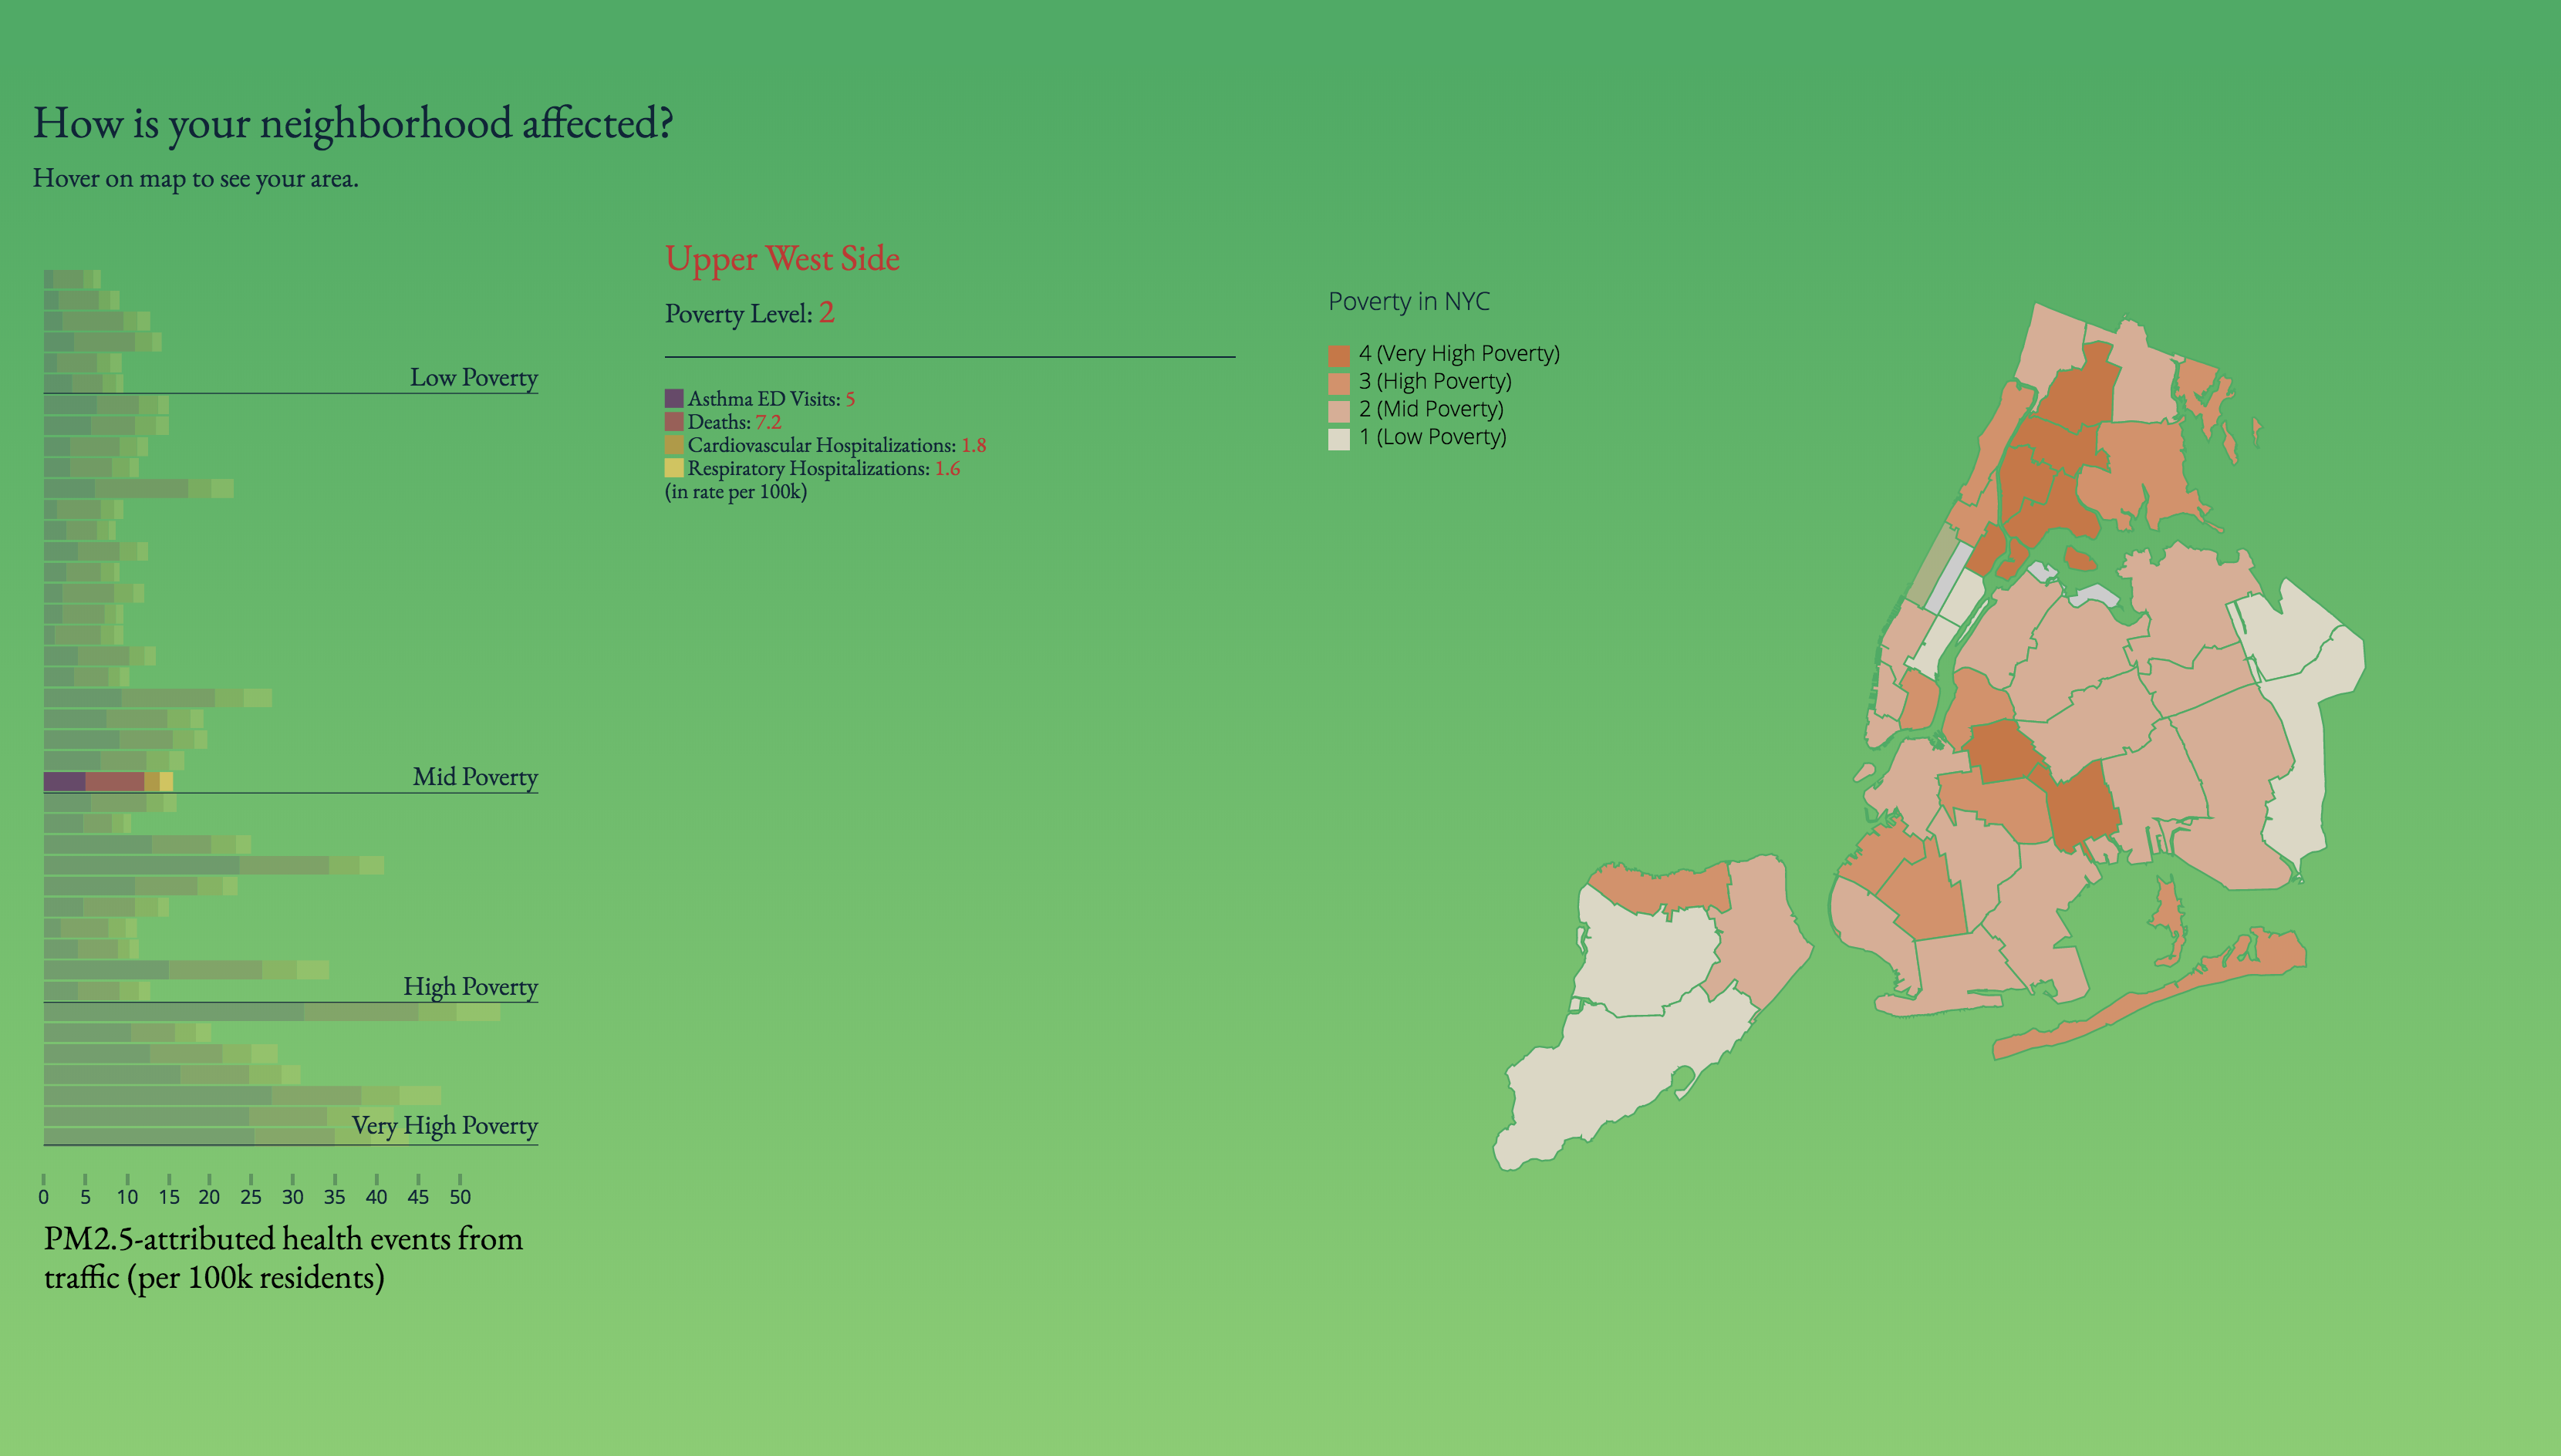 How is your neighborhood affected?
Hover on map to see your area.
Low Poverty
Mid Poverty
High Poverty
Very High Poverty
0 5 10 15 20 25 30 35 40 45 50
PM2.5-attributed health events from
traffic (per 100k residents)
Upper West Side
Poverty Level: 2
Asthma ED Visits: 5
Deaths: 7.2
Cardiovascular Hospitalizations: 1.8
Respiratory Hospitalizations: 1.6
(in rate per 100k)
Poverty in NYC
4 (Very High Poverty)
3 (High Poverty)
2 (Mid Poverty)
1 (Low Poverty)